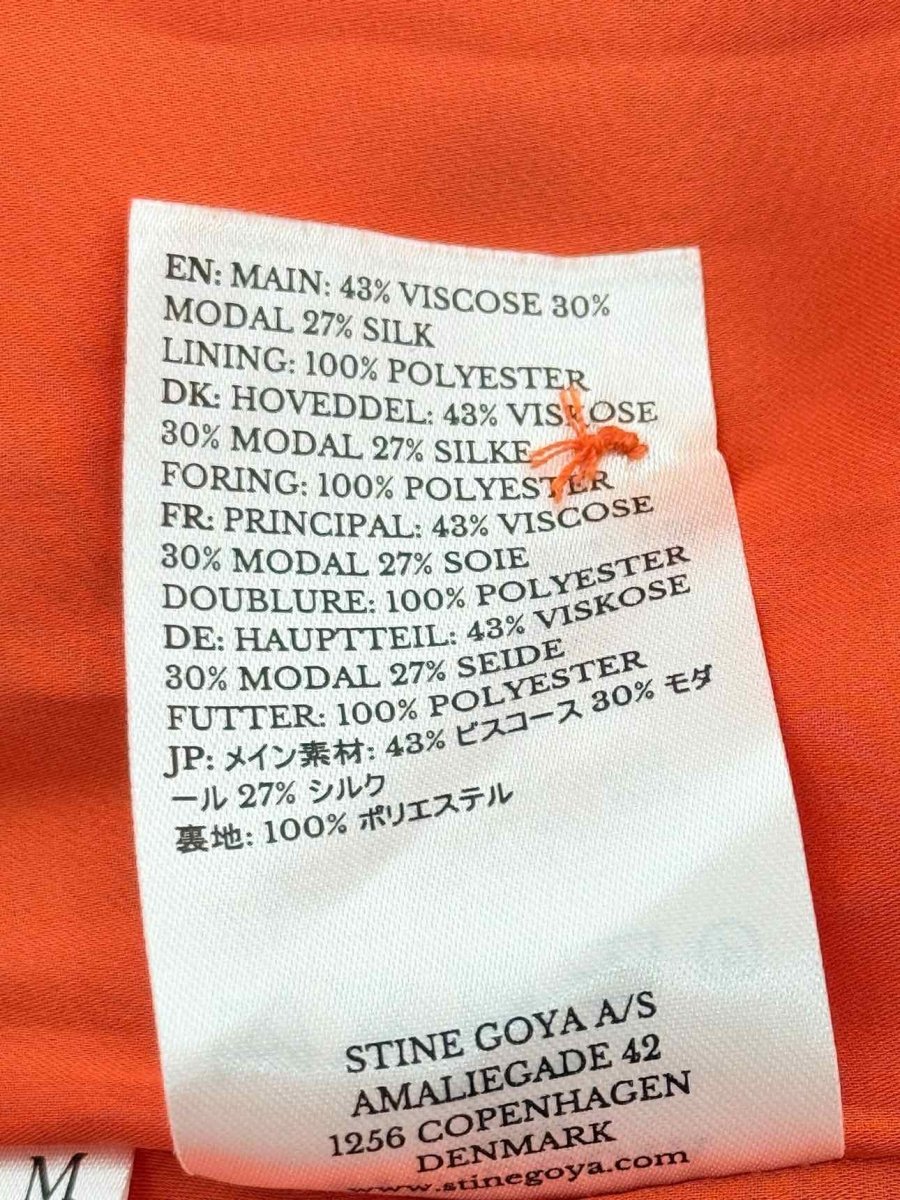 EN: MAIN: 43% VISCOSE 30%
MODAL 27% SILK
LINING: 100% POLYESTER
DK: HOVEDDEL: 43% VISKOSE
30% MODAL 27% SILKE
FORING: 100% POLYESTER
FR: PRINCIPAL: 43% VISCOSE
30% MODAL 27% SOIE
DOUBLURE: 100% POLYESTER
DE: HAUPTTEIL: 43% VISKOSE
30% MODAL 27% SEIDE
FUTTER: 100% POLYESTER
JP: メイン素材: 43% ビスコース 30% モダ
ール 27% シルク
裏地: 100% ポリエステル
STINE GOYA A/S
AMALIEGADE 42
1256 COPENHAGEN
DENMARK
www.stinegoya.com
M